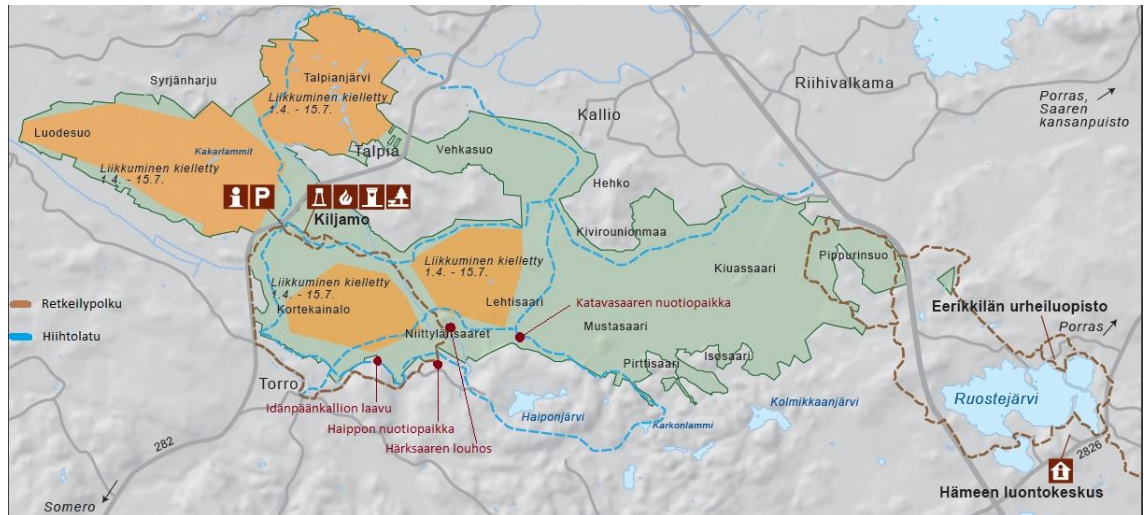 Syrjänharju
Talpianjärvi
Liikkuminen kielletty
1.4. - 15.7.
Riihivalkama
Porras,
Saaren
kansanpuisto
Luodesuo
Kallio
Kakarlammit
Talpia
Vehkasuo
Liikkuminen kielletty
1.4. - 15.7.
Hehko
i P
Kiljamo
Kivirounionmaa
Liikkuminen kielletty
1.4. - 15.7.
Liikkuminen kielletty
1.4. - 15.7.
Kiuassaari
Pippurinsuo
Retkeilypolku
Kortekainalo
Lehtisaari
Katavasaaren nuotiopaikka
Eerikkilän urheiluopisto
Hiihtolatu
Niittylänsaaret
Mustasaari
Porras
Pirttisaari
Isosaari
Torro
Idänpäänkallion laavu
Haippon nuotiopaikka
Härksaaren louhos
Haiponjärvi
Karkonlammi
Kolmikkaanjärvi
Ruostejärvi
282
2826
Somero
Hämeen luontokeskus